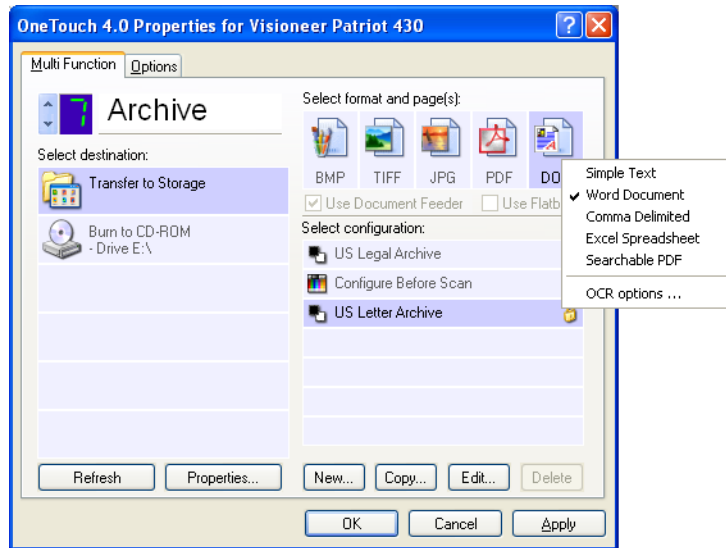 OneTouch 4.0 Properties for Visioneer Patriot 430
Multi Function
Options
7
Archive
Select destination:
Transfer to Storage
Burn to CD-ROM
- Drive E:\
Refresh
Properties...
Select format and page(s):
BMP
TIFF
JPG
PDF
DO
Use Document Feeder
Use Flatb
Select configuration:
US Legal Archive
Configure Before Scan
US Letter Archive
New...
Copy...
Edit...
Delete
Simple Text
Word Document
Comma Delimited
Excel Spreadsheet
Searchable PDF
OCR options ...
OK
Cancel
Apply